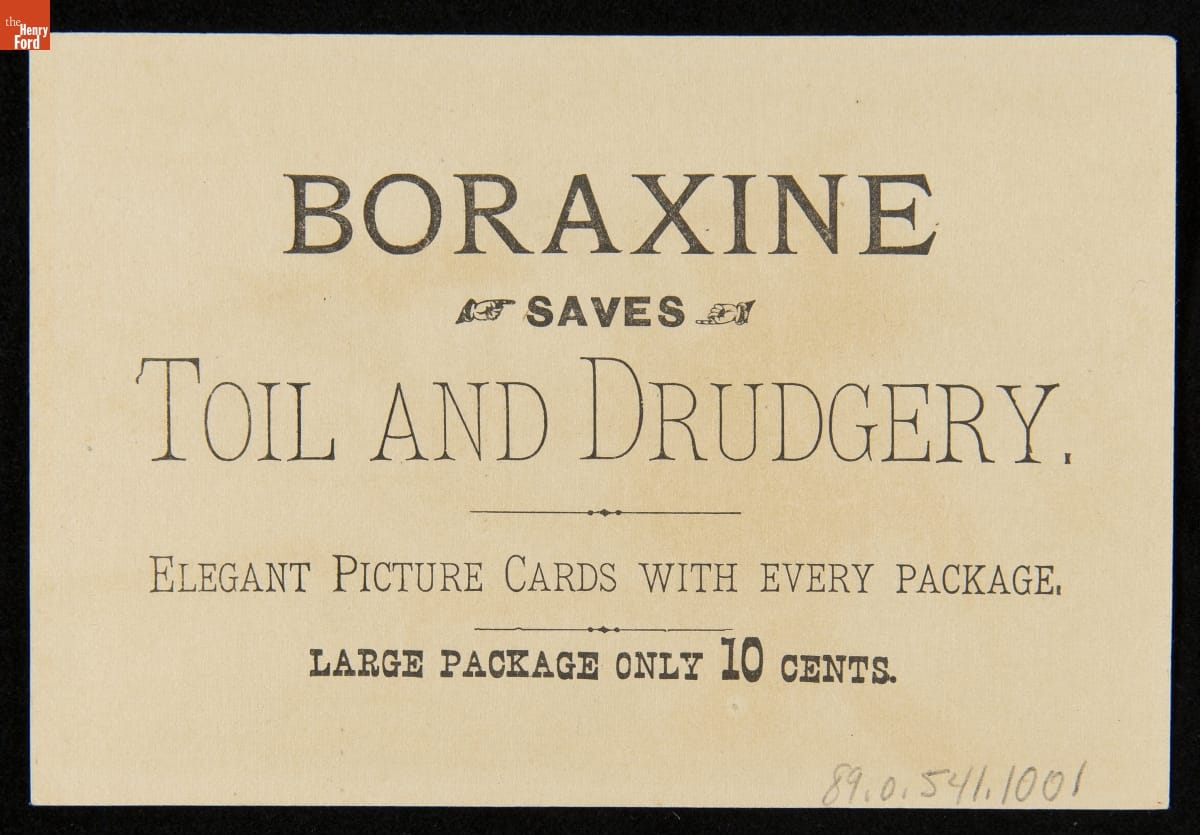 the
Henry
Ford
BORAXINE
SAVES
TOIL AND DRUDGERY.
ELEGANT PICTURE CARDS WITH EVERY PACKAGE.
LARGE PACKAGE ONLY 10 CENTS.
89.0.541.1001